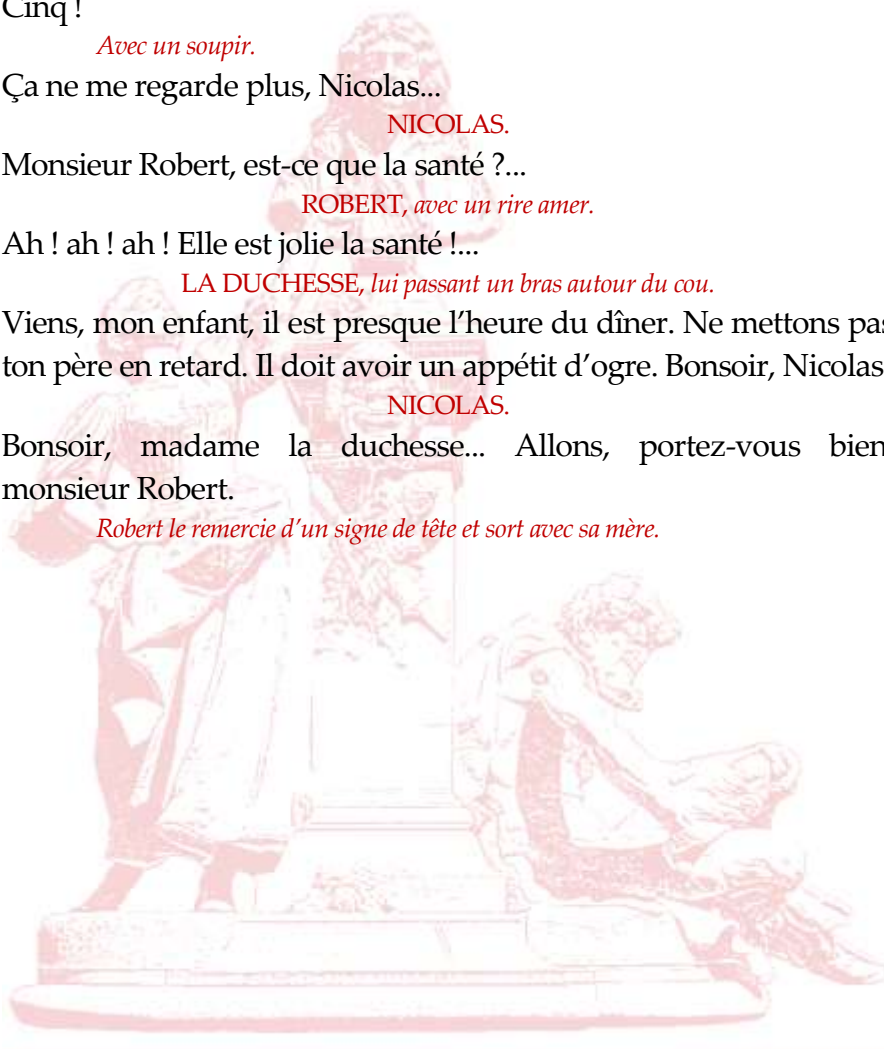 Cinq !
Avec un soupir.
Ça ne me regarde plus, Nicolas...
NICOLAS.
Monsieur Robert, est-ce que la santé ?...
ROBERT, avec un rire amer.
Ah ! ah ! ah ! Elle est jolie la santé !...
LA DUCHESSE, lui passant un bras autour du cou.
Viens, mon enfant, il est presque l’heure du dîner. Ne mettons pas
ton père en retard. Il doit avoir un appétit d’ogre. Bonsoir, Nicolas
NICOLAS.
Bonsoir, madame la duchesse... Allons, portez-vous bien
monsieur Robert.
Robert le remercie d’un signe de tête et sort avec sa mère.